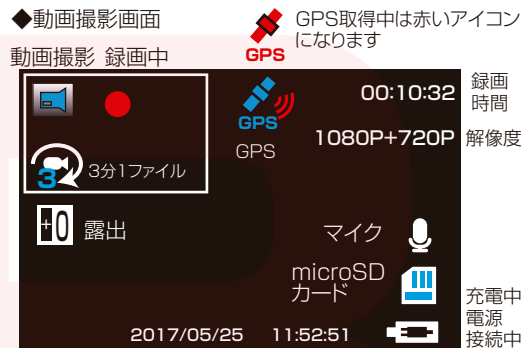 ◆動画撮影画面
GPS
GPS取得中は赤いアイコン
になります
動画撮影 録画中
GPS
GPS
00:10:32
録画
時間
1080P+720P
解像度
3
3分1ファイル
+0
露出
マイク
microSD
カード
充電中
電源
接続中
2017/05/25 11:52:51